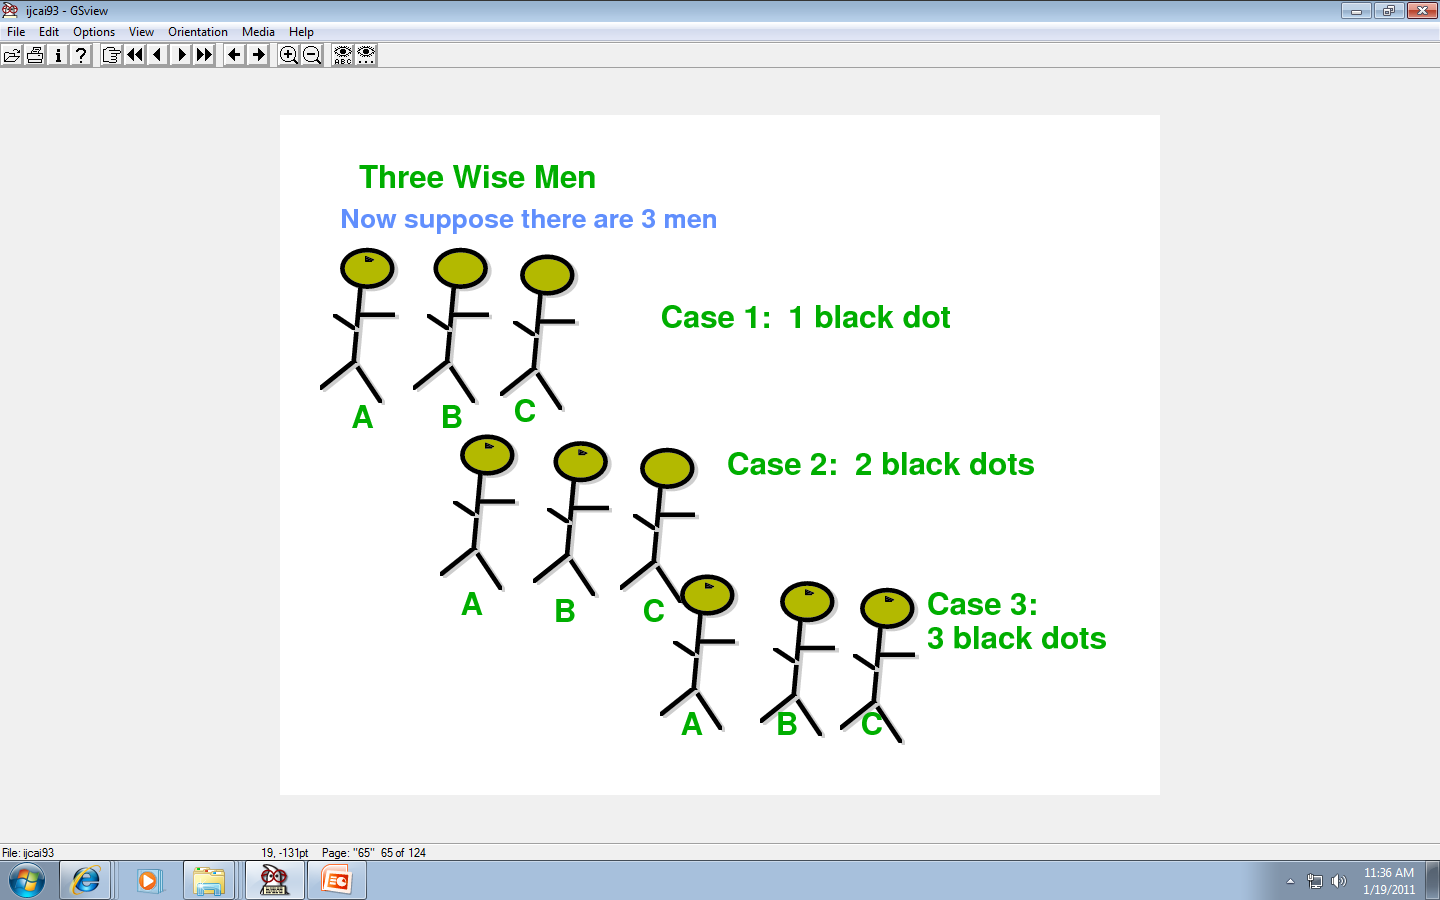 ijcai93 - GSview
File Edit Options View Orientation Media Help
ABC
Three Wise Men
Now suppose there are 3 men
Case 1: 1 black dot
A B C
Case 2: 2 black dots
A B C
Case 3:
3 black dots
A B C
File: ijcai93 19, -131pt Page: "65" 65 of 124
11:36 AM
1/19/2011